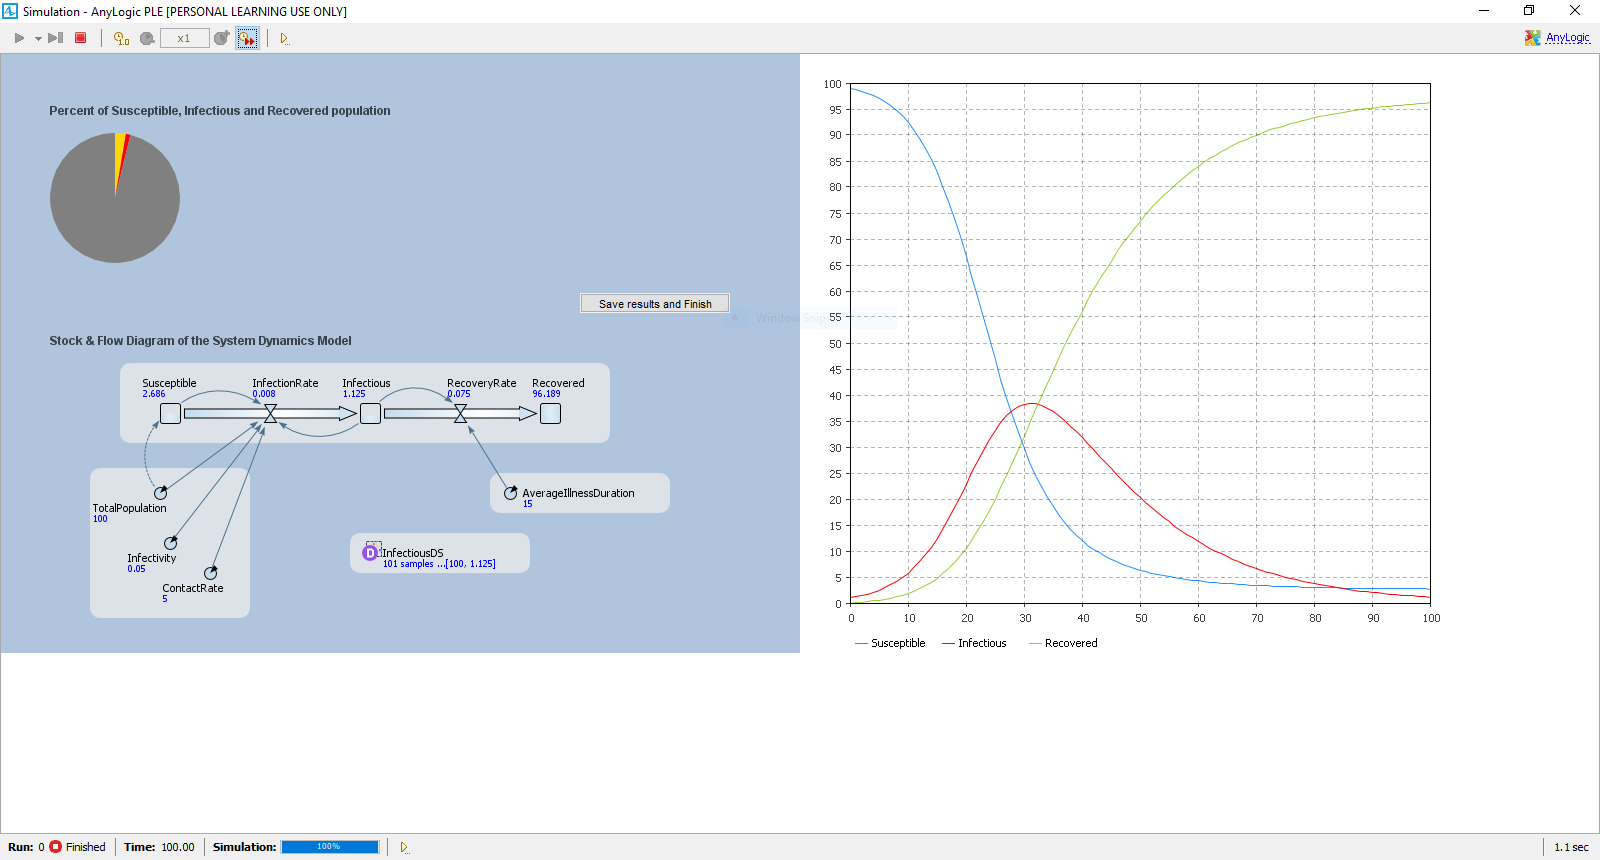 Simulation - AnyLogic PLE [PERSONAL LEARNING USE ONLY]
x1
AnyLogic
Percent of Susceptible, Infectious and Recovered population
Save results and Finish
Window Snip
Stock & Flow Diagram of the System Dynamics Model
Susceptible
2.686
InfectionRate
0.008
Infectious
1.125
RecoveryRate
0.075
Recovered
96.189
TotalPopulation
100
Infectivity
0.05
ContactRate
5
AverageIllnessDuration
15
D
InfectiousDS
101 samples ...[100, 1.125]
100
95
90
85
80
75
70
65
60
55
50
45
40
35
30
25
20
15
10
5
0
0 10 20 30 40 50 60 70 80 90 100
Susceptible Infectious Recovered
Run: 0 Finished Time: 100.00 Simulation: 100% 1.1 sec